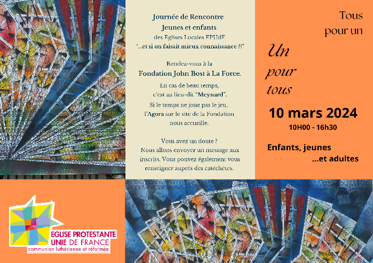 Journée de Rencontre
Jeunes et enfants
des Eglises Locales EPUdF
"...et si on faisait mieux connaissance ?!"
Rendez-vous à la
Fondation John Bost à La Force.
En cas de beau temps,
c'est au lieu-dit "Meynard".
Si le temps ne joue pas le jeu,
l'Agora sur le site de la Fondation
nous accueille.
Vous avez un doute ?
Nous allons envoyer un message aux
inscrits. Vous pouvez également vous
renseigner auprès des catéchètes.
Tous
pour un
Un
pour
tous
10 mars 2024
10H00 - 16h30
Enfants, jeunes
...et adultes
EGLISE PROTESTANTE
UNIE DE FRANCE
communion luthérienne et réformée